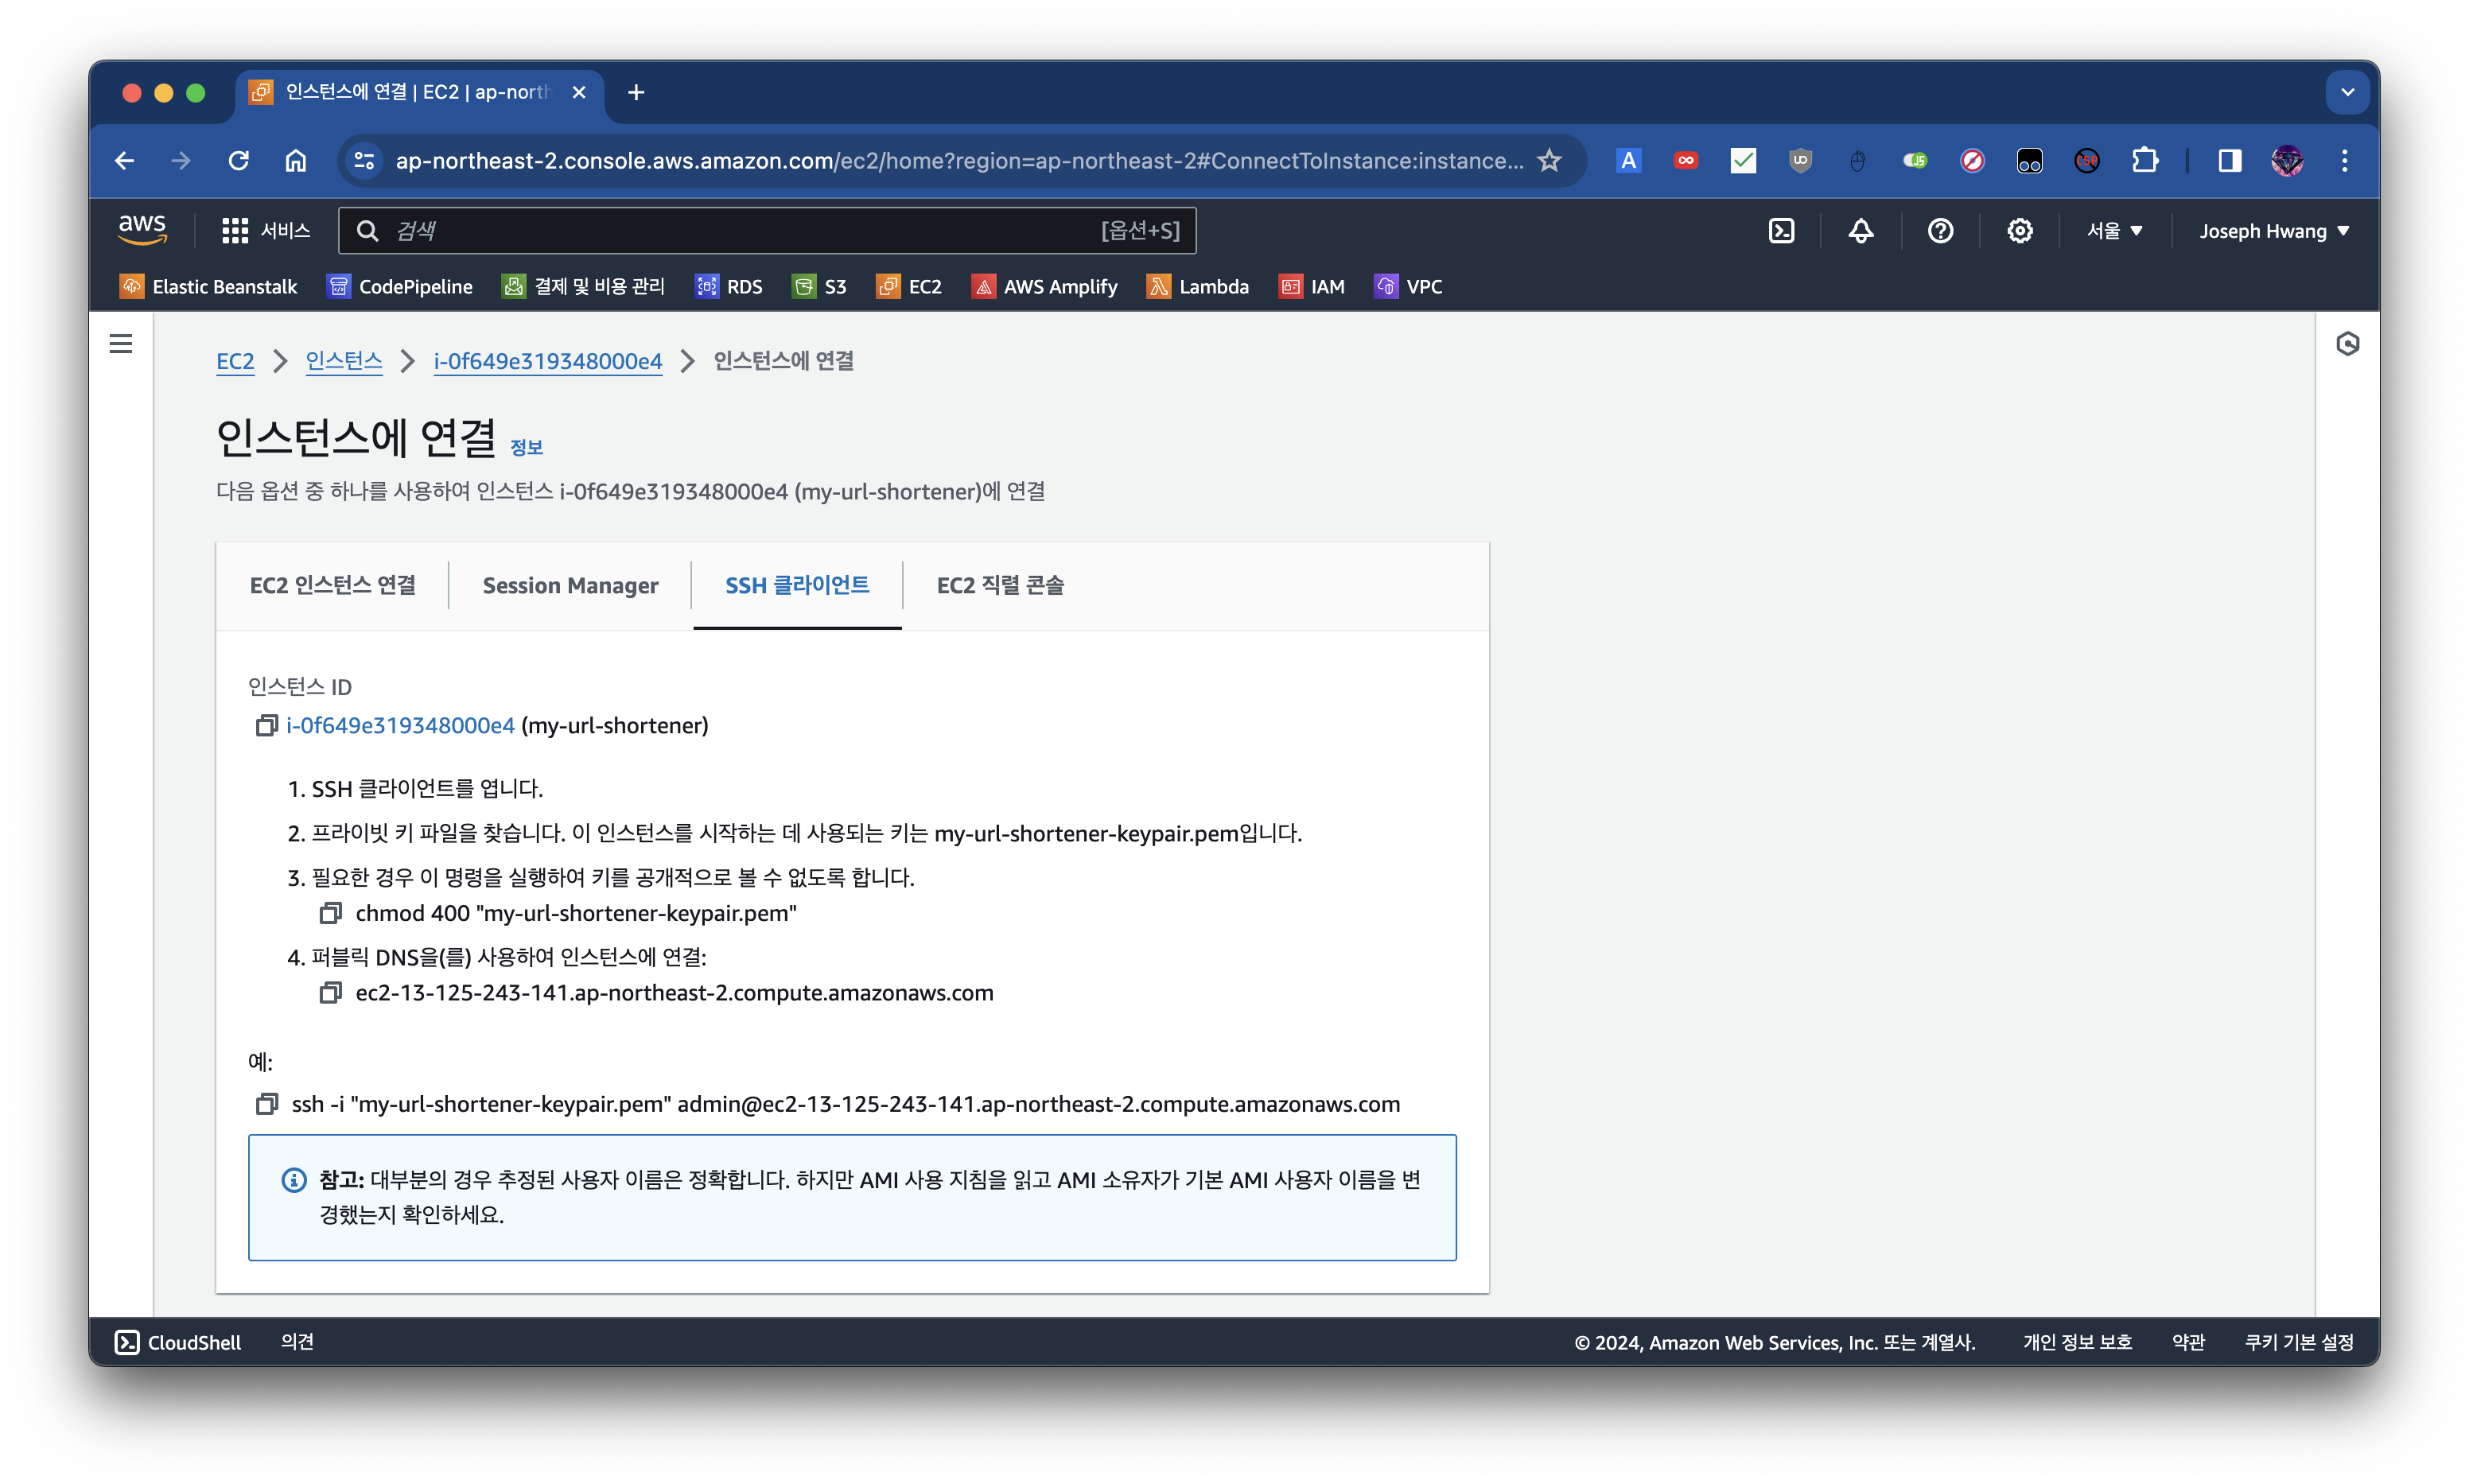 인스턴스에 연결 | EC2 | ap-north
ap-northeast-2.console.aws.amazon.com/ec2/home?region=ap-northeast-2#ConnectToInstance:instance...
aws 서비스 검색 [옵션+S] 서울 Joseph Hwang
Elastic Beanstalk CodePipeline 결제 및 비용 관리 RDS S3 EC2 AWS Amplify Lambda IAM VPC
EC2 인스턴스 i-0f649e319348000e4 인스턴스에 연결
인스턴스에 연결 정보
다음 옵션 중 하나를 사용하여 인스턴스 i-0f649e319348000e4 (my-url-shortener)에 연결
EC2 인스턴스 연결 Session Manager SSH 클라이언트 EC2 직렬 콘솔
인스턴스 ID
i-0f649e319348000e4 (my-url-shortener)
1. SSH 클라이언트를 엽니다.
2. 프라이빗 키 파일을 찾습니다. 이 인스턴스를 시작하는 데 사용되는 키는 my-url-shortener-keypair.pem입니다.
3. 필요한 경우 이 명령을 실행하여 키를 공개적으로 볼 수 없도록 합니다.
chmod 400 "my-url-shortener-keypair.pem"
4. 퍼블릭 DNS을(를) 사용하여 인스턴스에 연결:
ec2-13-125-243-141.ap-northeast-2.compute.amazonaws.com
예:
ssh -i "my-url-shortener-keypair.pem" admin@ec2-13-125-243-141.ap-northeast-2.compute.amazonaws.com
참고: 대부분의 경우 추정된 사용자 이름은 정확합니다. 하지만 AMI 사용 지침을 읽고 AMI 소유자가 기본 AMI 사용자 이름을 변
경했는지 확인하세요.
CloudShell 의견 © 2024, Amazon Web Services, Inc. 또는 계열사. 개인 정보 보호 약관 쿠키 기본 설정